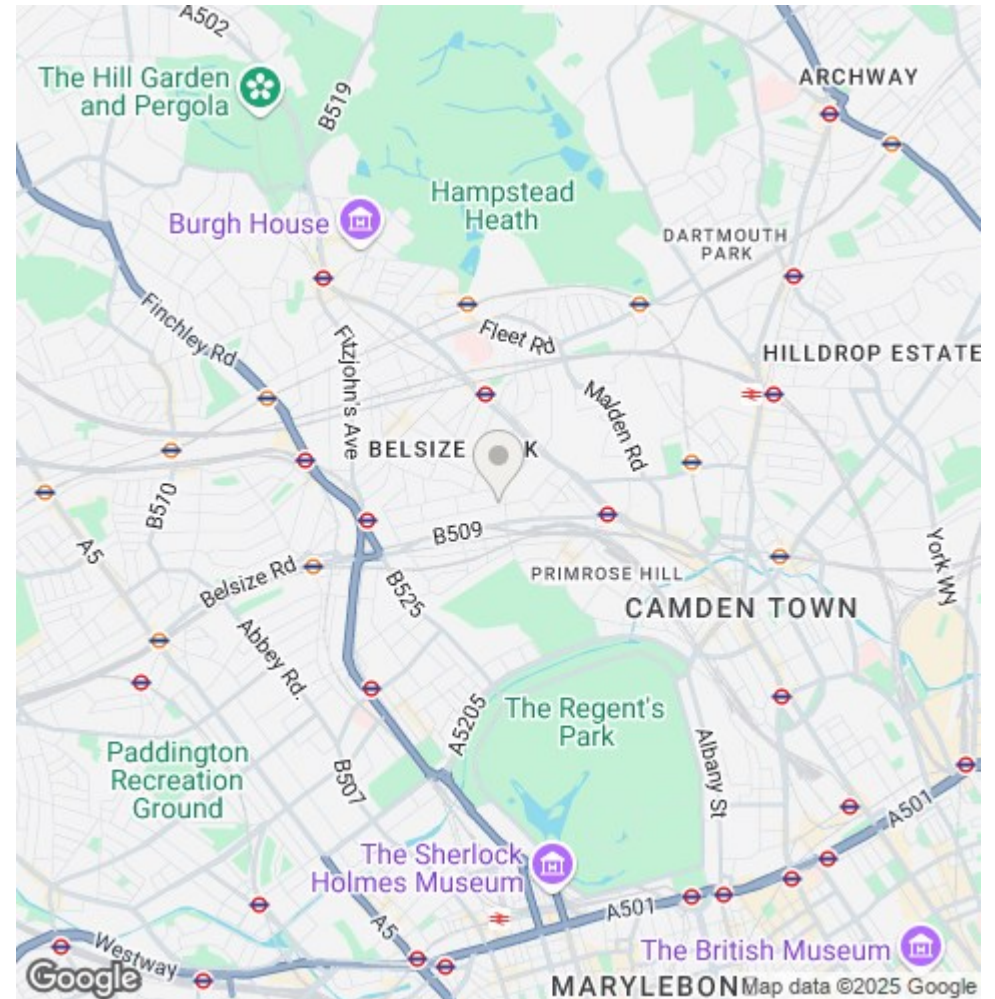 A502
The Hill Garden
and Pergola
B519
ARCHWAY
Hampstead
Heath
Burgh House
DARTMOUTH
PARK
Finchley Rd
Fitzjohn's Ave
Fleet Rd
HILLDROP ESTATE
Malden Rd
BELSIZE K
B510
A5
B509
York Wy
Belsize Rd
B525
PRIMROSE HILL
CAMDEN TOWN
Abbey Rd.
A5205
The Regent's
Park
Albany St
Paddington
Recreation
Ground
B507
A501
The Sherlock
Holmes Museum
A5
A501
Westway
The British Museum
Google
MARYLEBON
Map data ©2025 Google